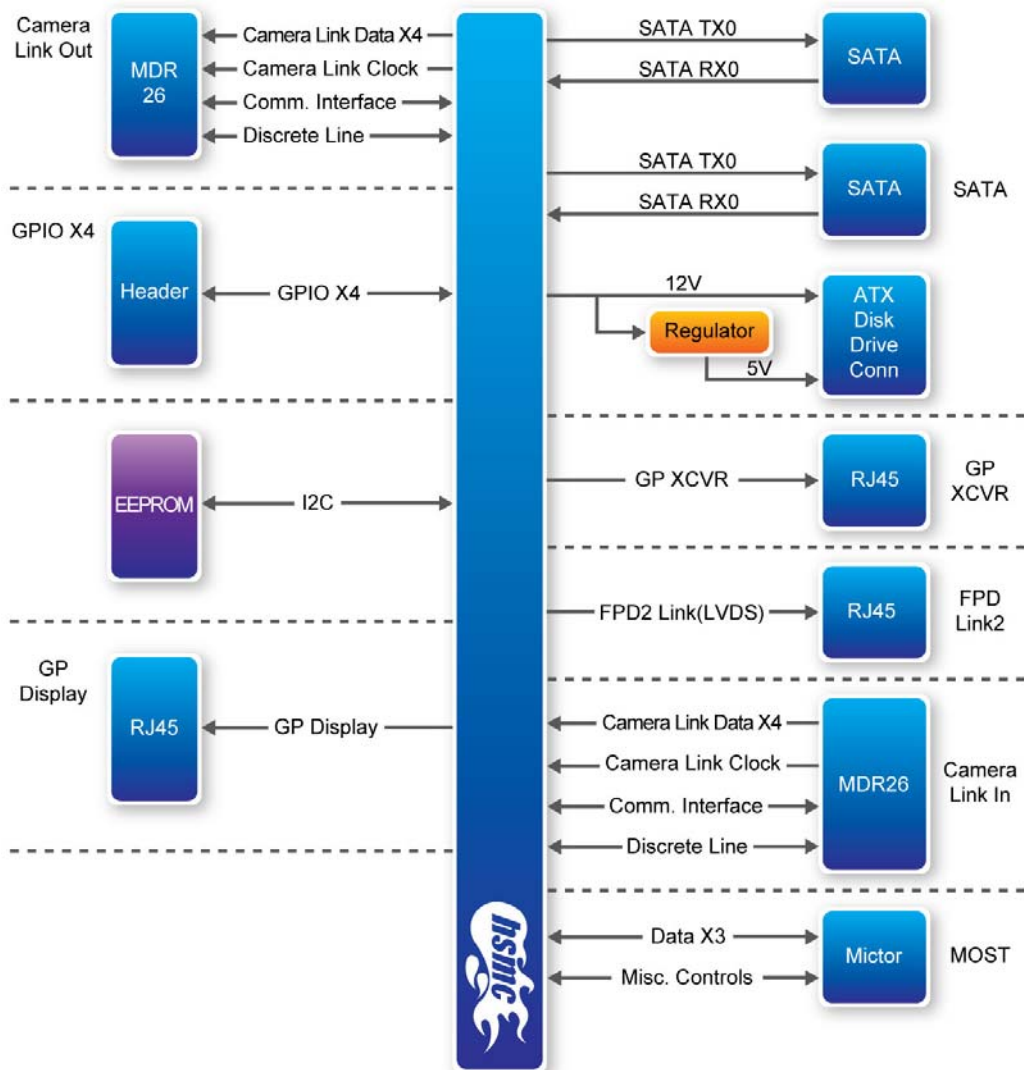 Camera
Link Out
MDR
26
Camera Link Data X4
Camera Link Clock
Comm. Interface
Discrete Line
GPIO X4
Header
GPIO X4
EEPROM
I2C
GP
Display
RJ45
GP Display
hsmc
SATA TX0
SATA RX0
SATA
SATA TX0
SATA RX0
SATA
SATA
12V
Regulator
5V
ATX
Disk
Drive
Conn
GP XCVR
RJ45
GP
XCVR
FPD2 Link(LVDS)
RJ45
FPD
Link2
Camera Link Data X4
Camera Link Clock
Comm. Interface
Discrete Line
MDR26
Camera
Link In
Data X3
Misc. Controls
Mictor
MOST